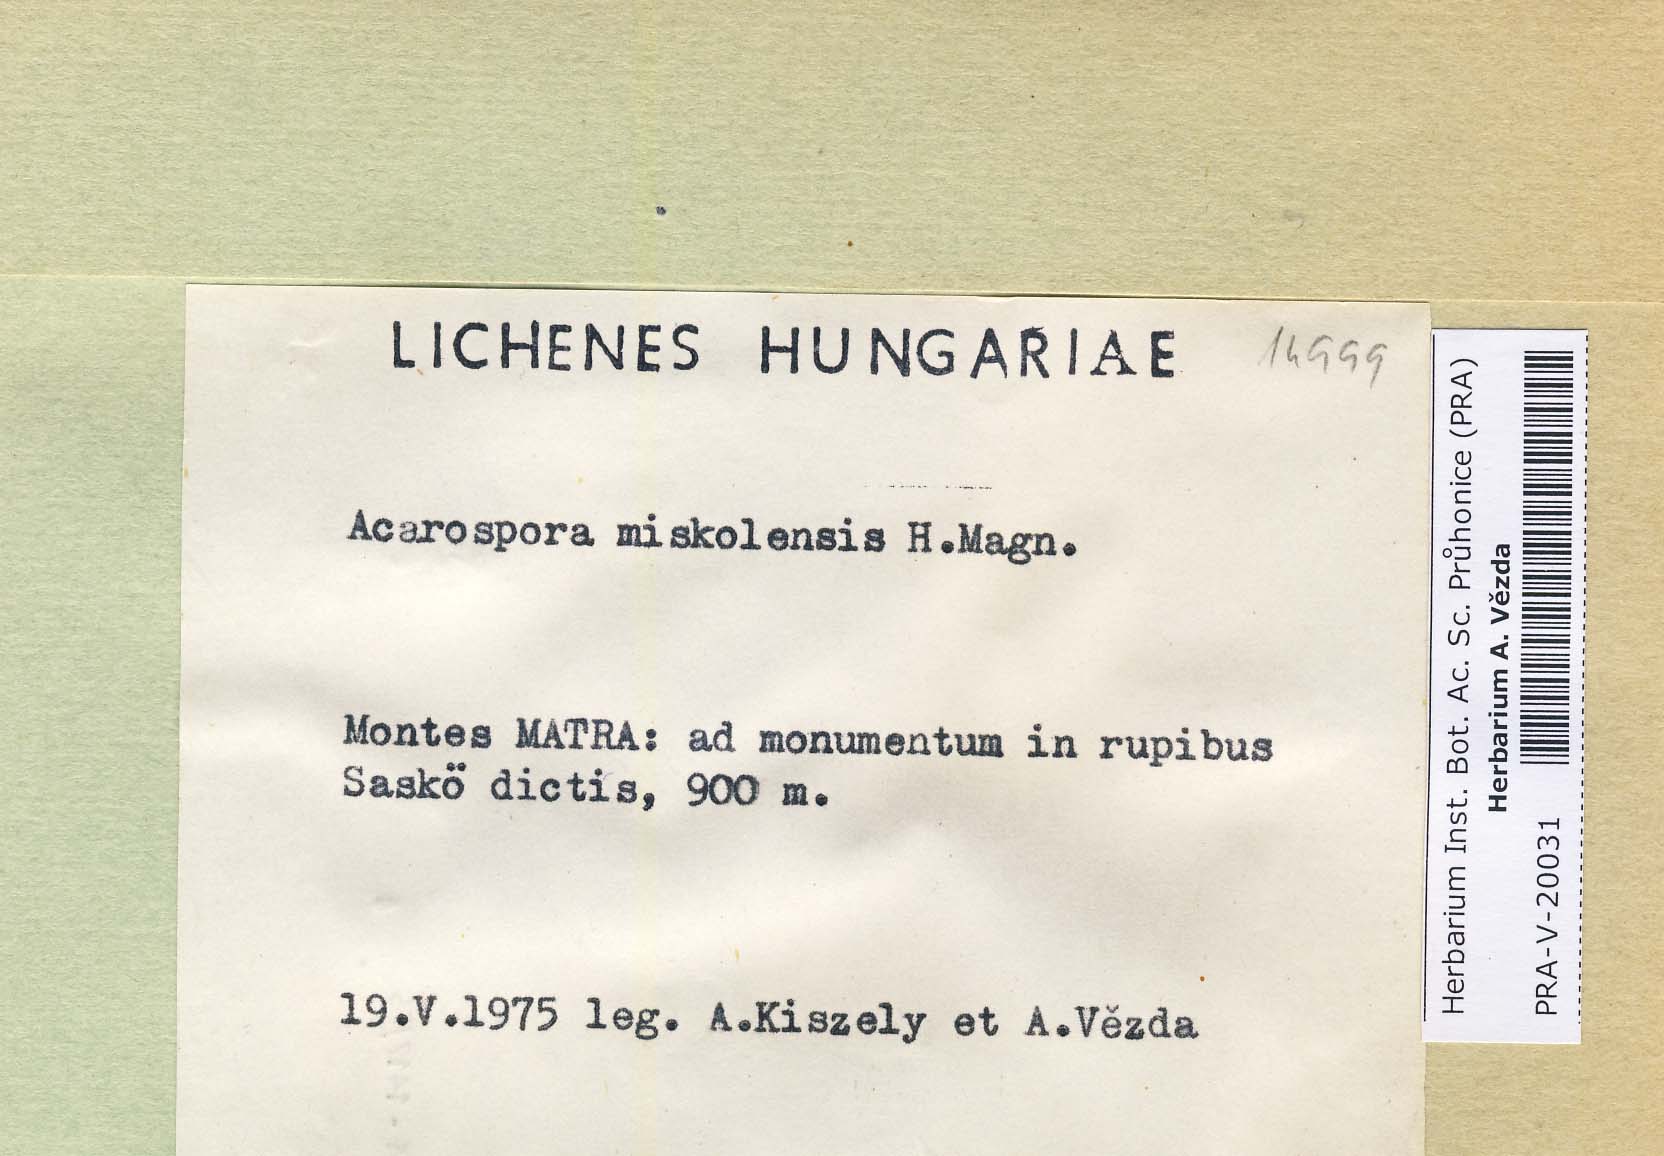 LICHENES HUNGARIAE
14999
Acarospora miskolensis H.Magn.
Montes MATRA: ad monumentum in rupibus
Saskö dictis, 900 m.
19.V.1975 leg. A.Kiszely et A.Vězda
Herbarium Inst. Bot. Ac. Sc. Průhonice (PRA)
Herbarium A. Vězda
PRA-V-20031